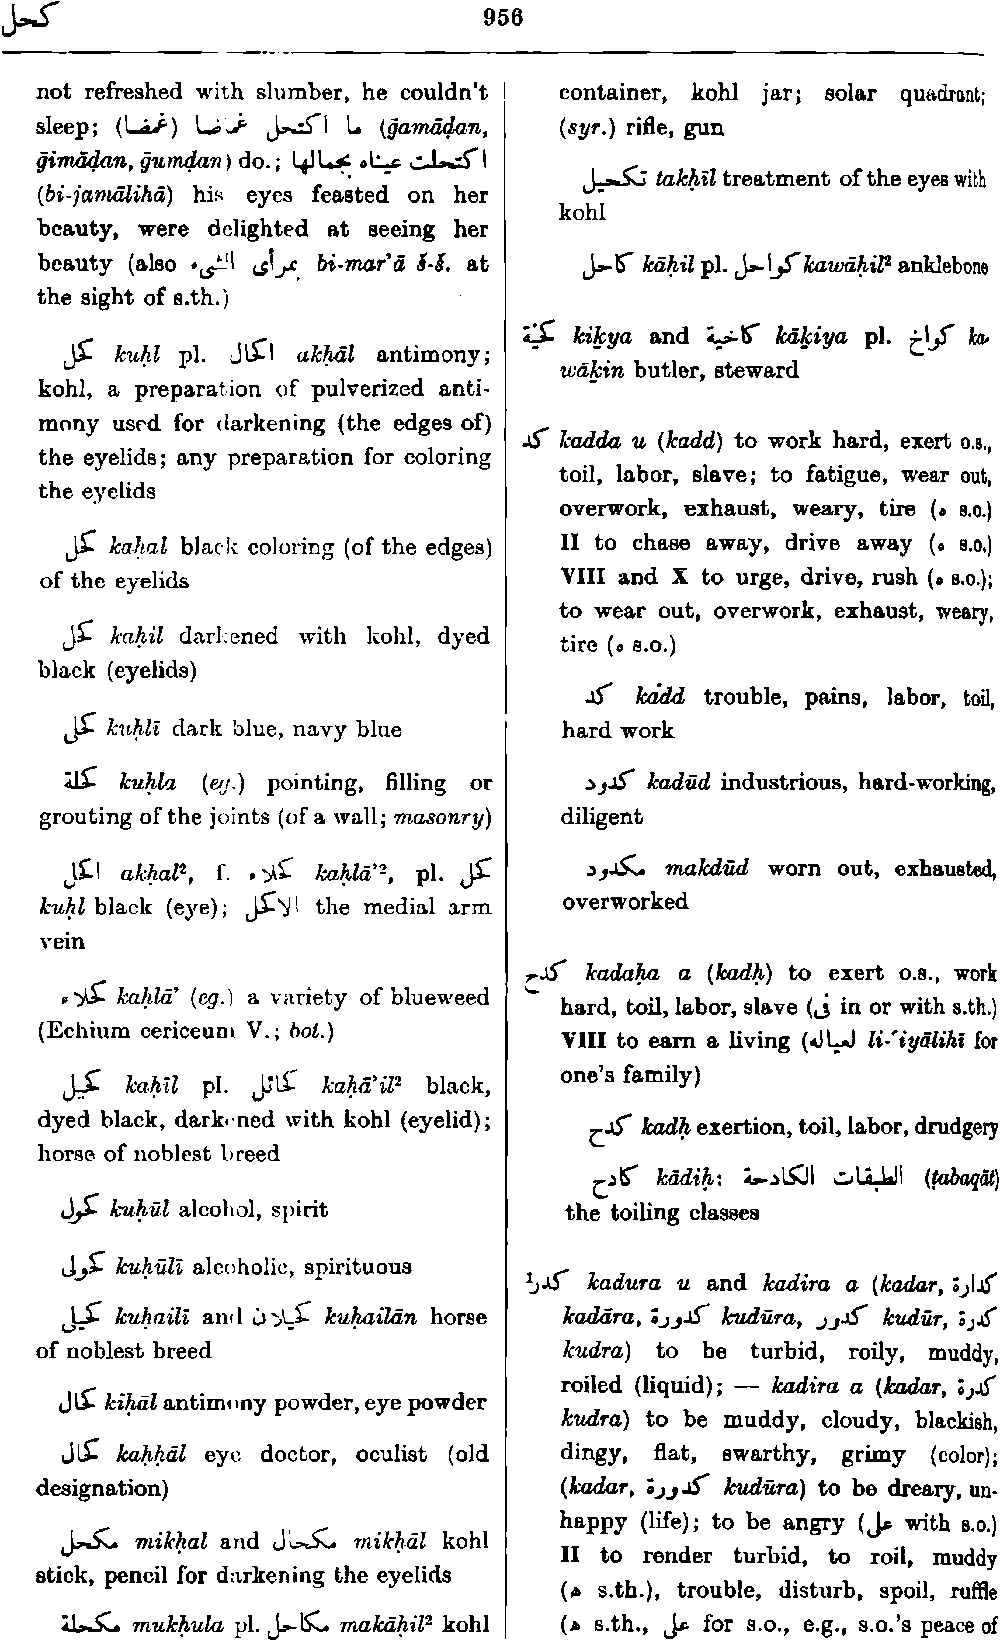 كحل
956
not refreshed with slumber, he couldn't
sleep; (غمضا) ما اكتحل غمضا (ḡamāḍan,
ḡimāḍan, ḡumḍan) do.; اكتحلت عيناه بجمالها
(bi-jamālihā) his eyes feasted on her
beauty, were delighted at seeing her
beauty (also بمرأى الشىء bi-mar'ā š-š. at
the sight of s.th.)
كحل kuḥl pl. اكحال akḥāl antimony;
kohl, a preparation of pulverized anti-
mony used for darkening (the edges of)
the eyelids; any preparation for coloring
the eyelids
كحل kaḥal black coloring (of the edges)
of the eyelids
كحل kaḥil darkened with kohl, dyed
black (eyelids)
كحلى kuḥlī dark blue, navy blue
كحلة kuḥla (eg.) pointing, filling or
grouting of the joints (of a wall; masonry)
اكحل akḥal², f. كحلاء kaḥlā'², pl. كحل
kuḥl black (eye); الاكحل the medial arm
vein
كحلاء kaḥlā' (eg.) a variety of blueweed
(Echium cericeum V.; bot.)
كحيل kaḥīl pl. كحائل kaḥā'il² black,
dyed black, darkened with kohl (eyelid);
horse of noblest breed
كحول kuḥūl alcohol, spirit
كحولى kuḥūlī alcoholic, spirituous
كحيلى kuḥailī and كحيلان kuḥailān horse
of noblest breed
كحال kiḥāl antimony powder, eye powder
كحال kaḥḥāl eye doctor, oculist (old
designation)
مكحل mikḥal and مكحال mikḥāl kohl
stick, pencil for darkening the eyelids
مكحلة mukḥula pl. مكاحل makāḥil² kohl
container, kohl jar; solar quadrant;
(syr.) rifle, gun
تكحيل takḥīl treatment of the eyes with
kohl
كاحل kāḥil pl. كواحل kawāḥil² anklebone
كخية kiḵya and كاخية kāḵiya pl. كواخ ka-
wāḵin butler, steward
كد kadda u (kadd) to work hard, exert o.s.,
toil, labor, slave; to fatigue, wear out,
overwork, exhaust, weary, tire (ه s.o.)
II to chase away, drive away (ه s.o.)
VIII and X to urge, drive, rush (ه s.o.);
to wear out, overwork, exhaust, weary,
tire (ه s.o.)
كد kadd trouble, pains, labor, toil,
hard work
كدود kadūd industrious, hard-working,
diligent
مكدود makdūd worn out, exhausted,
overworked
كدح kadaḥa a (kadḥ) to exert o.s., work
hard, toil, labor, slave (فى in or with s.th.)
VIII to earn a living (لعياله li-'iyālihī for
one's family)
كدح kadḥ exertion, toil, labor, drudgery
كادح kādiḥ: الطبقات الكادحة (ṭabaqāt)
the toiling classes
كدر¹ kadura u and kadira a (kadar, كدارة
kadāra, كدورة kudūra, كدور kudūr, كدرة
kudra) to be turbid, roily, muddy,
roiled (liquid); — kadira a (kadar, كدرة
kudra) to be muddy, cloudy, blackish,
dingy, flat, swarthy, grimy (color);
(kadar, كدورة kudūra) to be dreary, un-
happy (life); to be angry (على with s.o.)
II to render turbid, to roil, muddy
(ه s.th.), trouble, disturb, spoil, ruffle
(ه s.th., على for s.o., e.g., s.o.'s peace of